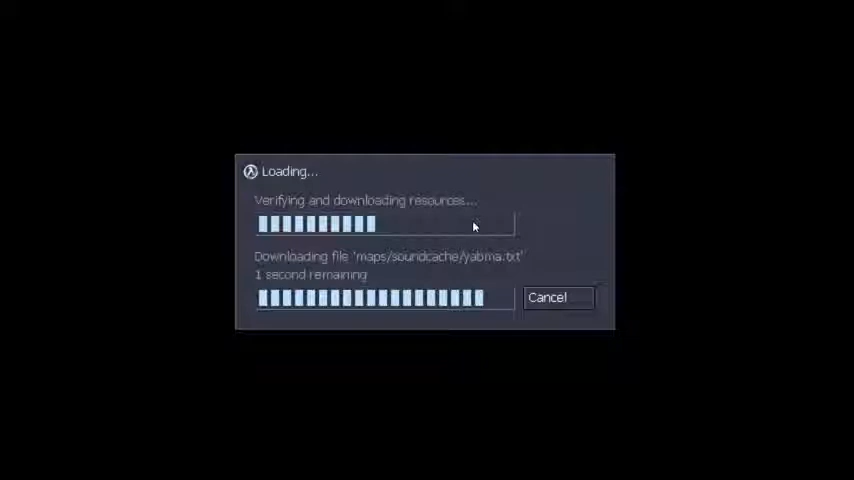 Loading...
Verifying and downloading resources...
Downloading file 'maps/soundcache/yabma.txt'
1 second remaining
Cancel